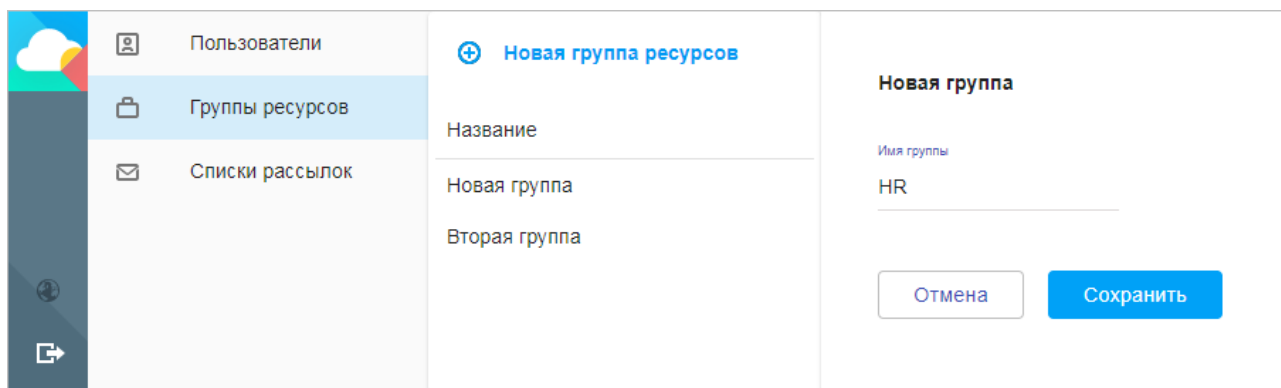 Пользователи
Группы ресурсов
Списки рассылок
Новая группа ресурсов
Название
Новая группа
Вторая группа
Новая группа
Имя группы
HR
Отмена
Сохранить